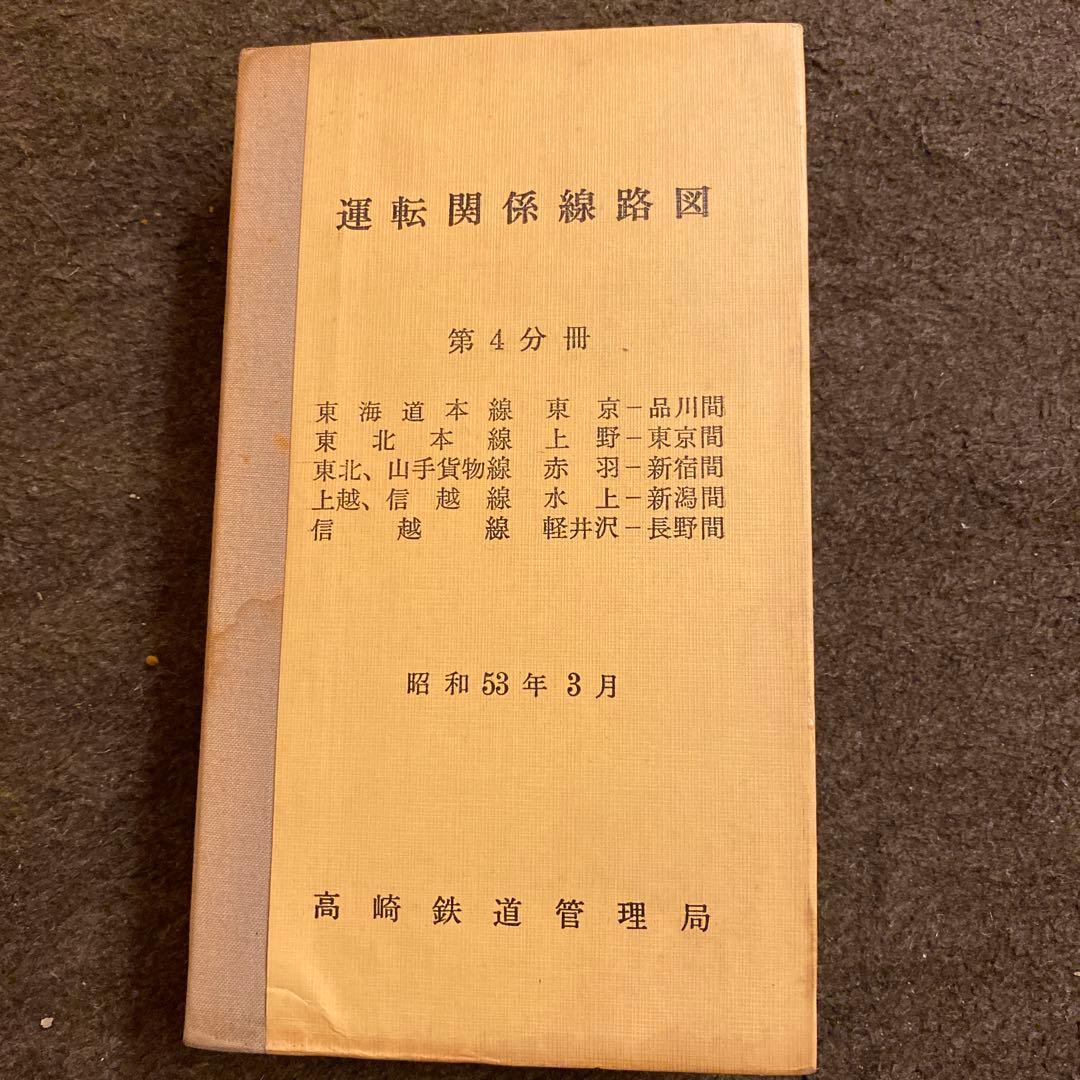 運転関係線路図
第4分冊
東海道本線 東京－品川間
東北本線 上野－東京間
東北、山手貨物線 赤羽－新宿間
上越、信越線 水上－新潟間
信越線 軽井沢－長野間
昭和53年3月
高崎鉄道管理局